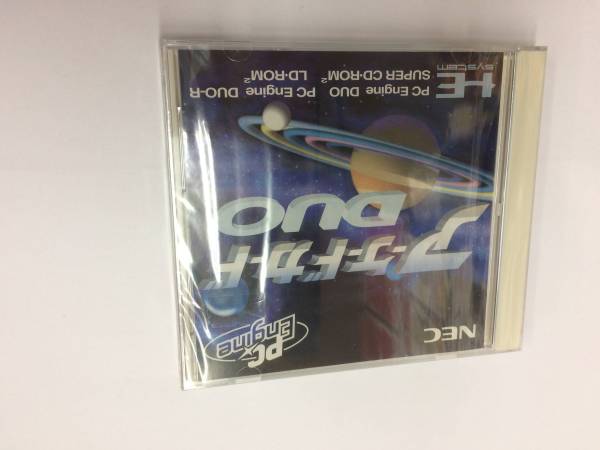 NEC
PC Engine
アーケードカード
DUO
PC Engine DUO
SUPER CD-ROM²
PC Engine DUO-R
LD-ROM²
HE
system